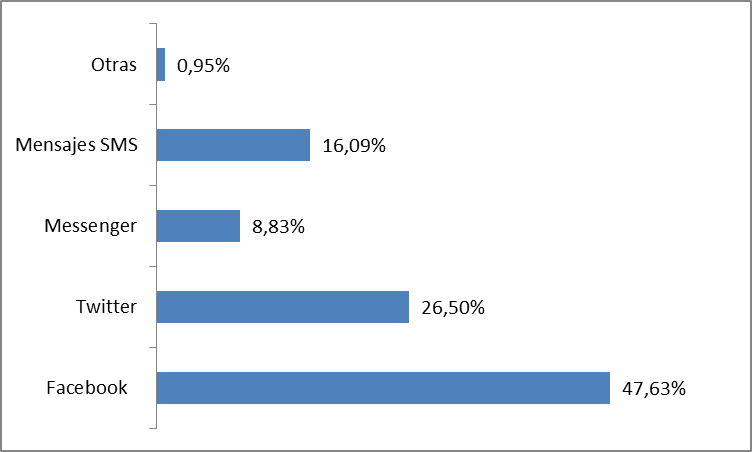 Otras 0,95%
Mensajes SMS 16,09%
Messenger 8,83%
Twitter 26,50%
Facebook 47,63%